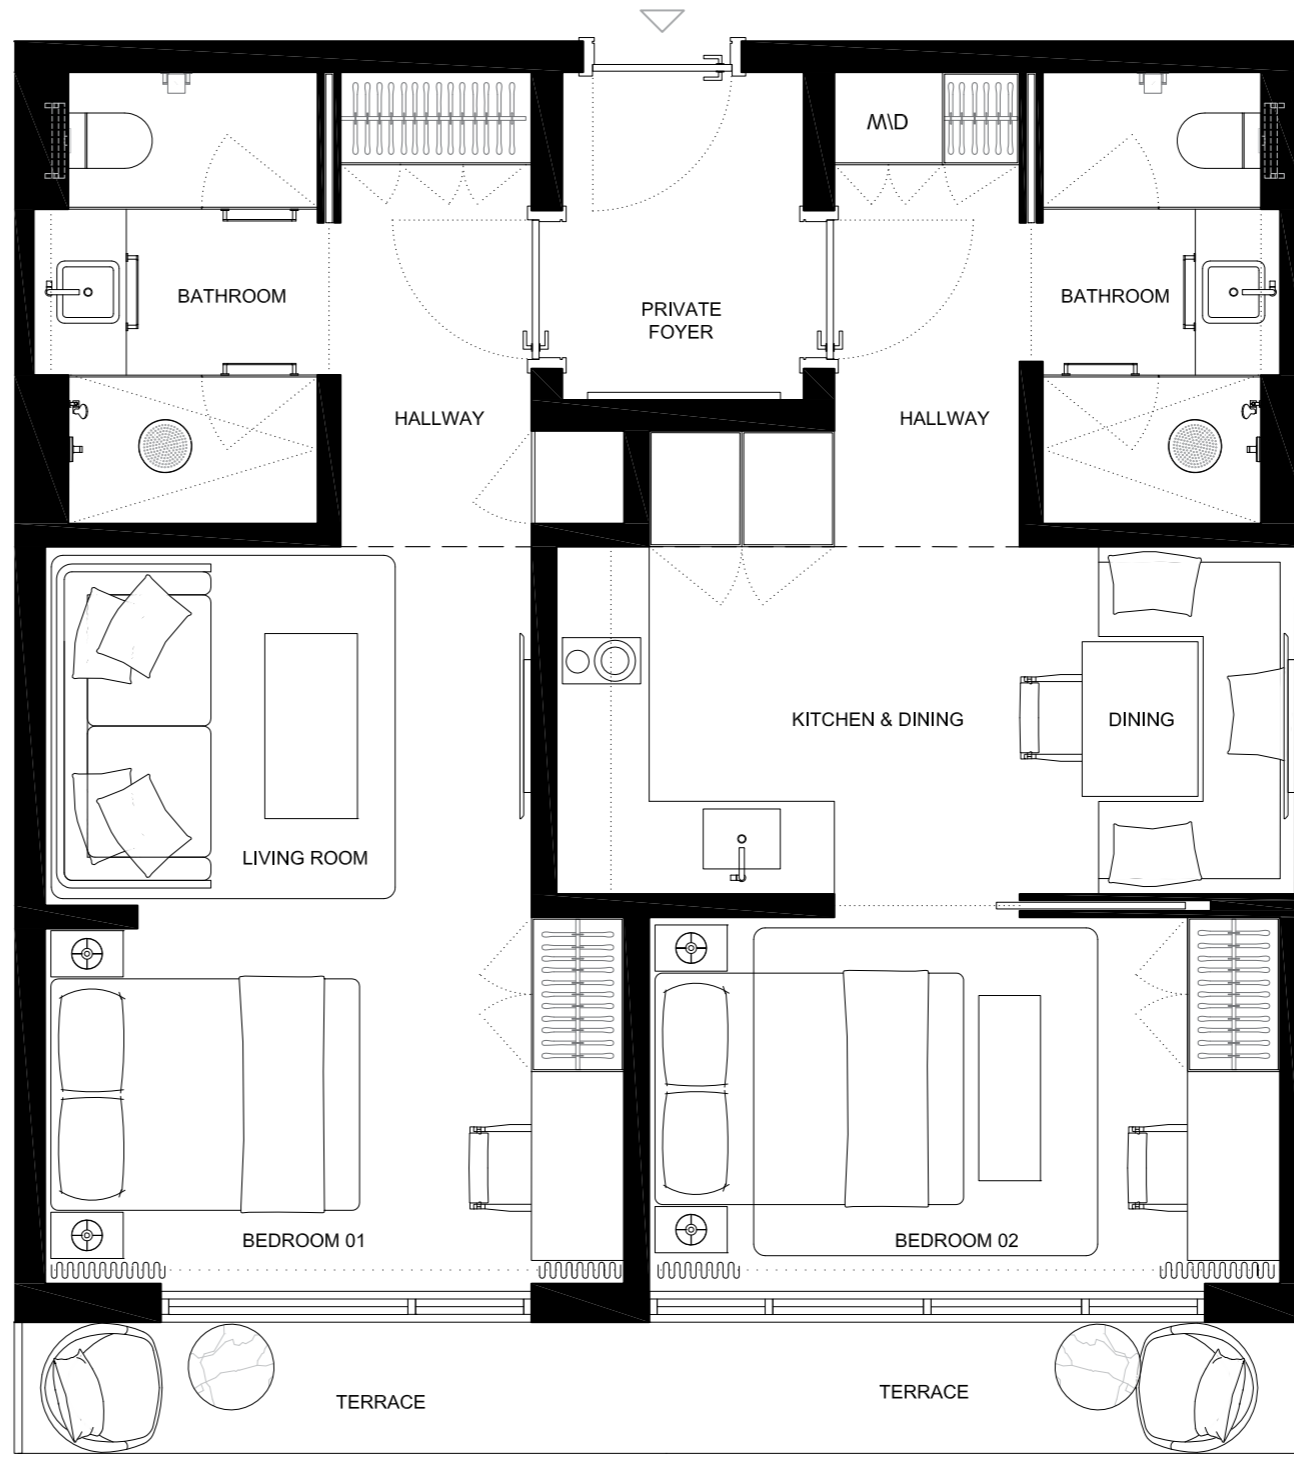 W\D
BATHROOM
PRIVATE
FOYER
BATHROOM
HALLWAY
HALLWAY
KITCHEN & DINING
DINING
LIVING ROOM
BEDROOM 01
BEDROOM 02
TERRACE
TERRACE